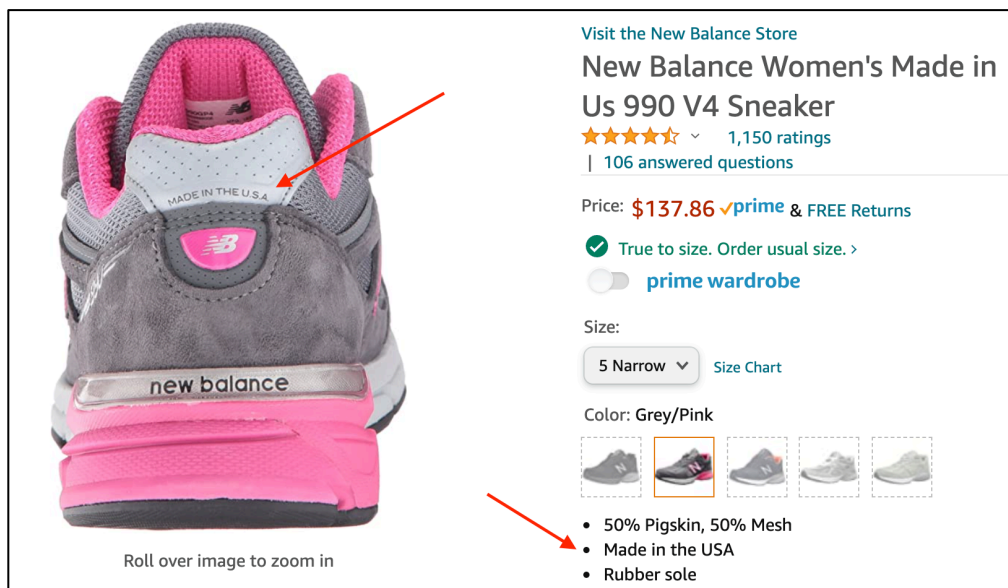 NB
MADE IN THE U.S.A
NB
new balance
Roll over image to zoom in
Visit the New Balance Store
New Balance Women's Made in
Us 990 V4 Sneaker
1,150 ratings
| 106 answered questions
Price: $137.86 prime & FREE Returns
True to size. Order usual size. ›
prime wardrobe
Size:
5 Narrow
Size Chart
Color: Grey/Pink
N N N N N
• 50% Pigskin, 50% Mesh
• Made in the USA
• Rubber sole